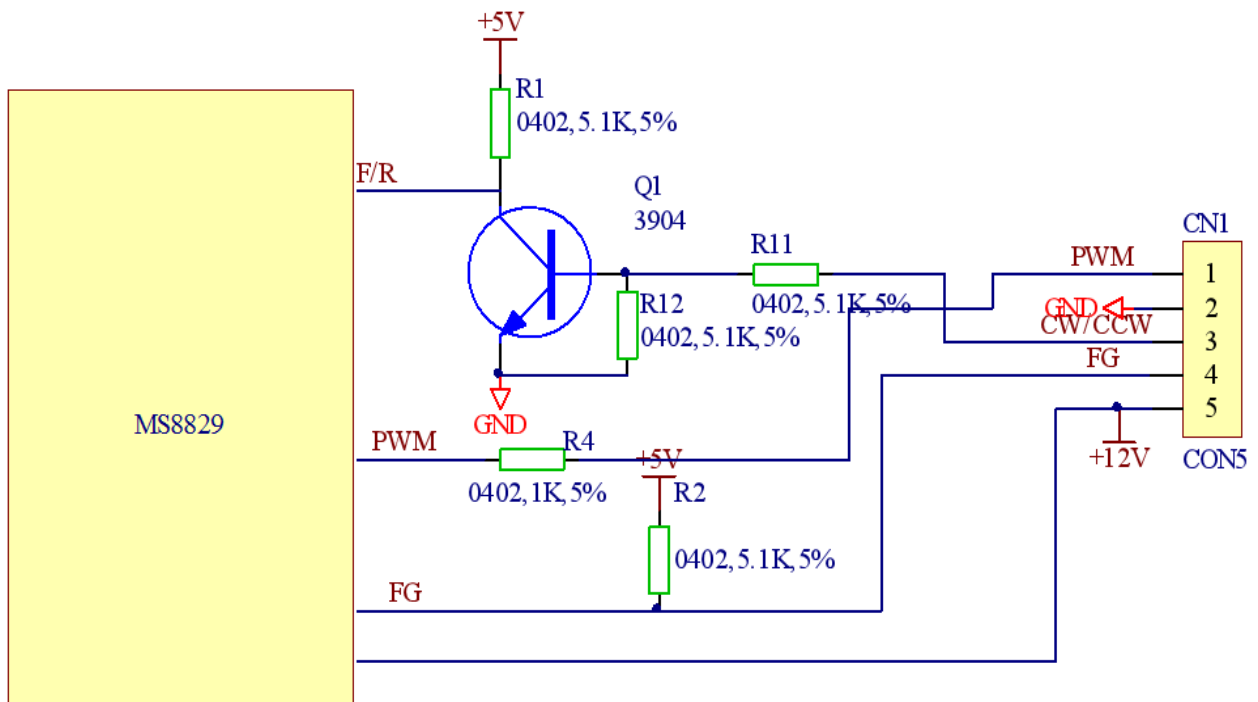 +5V
R1
0402,5.1K,5%
F/R
Q1
3904
R11
0402,5.1K,5%
R12
0402,5.1K,5%
GND
CN1
PWM
1
GND
2
CW/CCW
3
FG
4
5
+12V
CON5
MS8829
PWM
R4
0402,1K,5%
+5V
R2
0402,5.1K,5%
FG